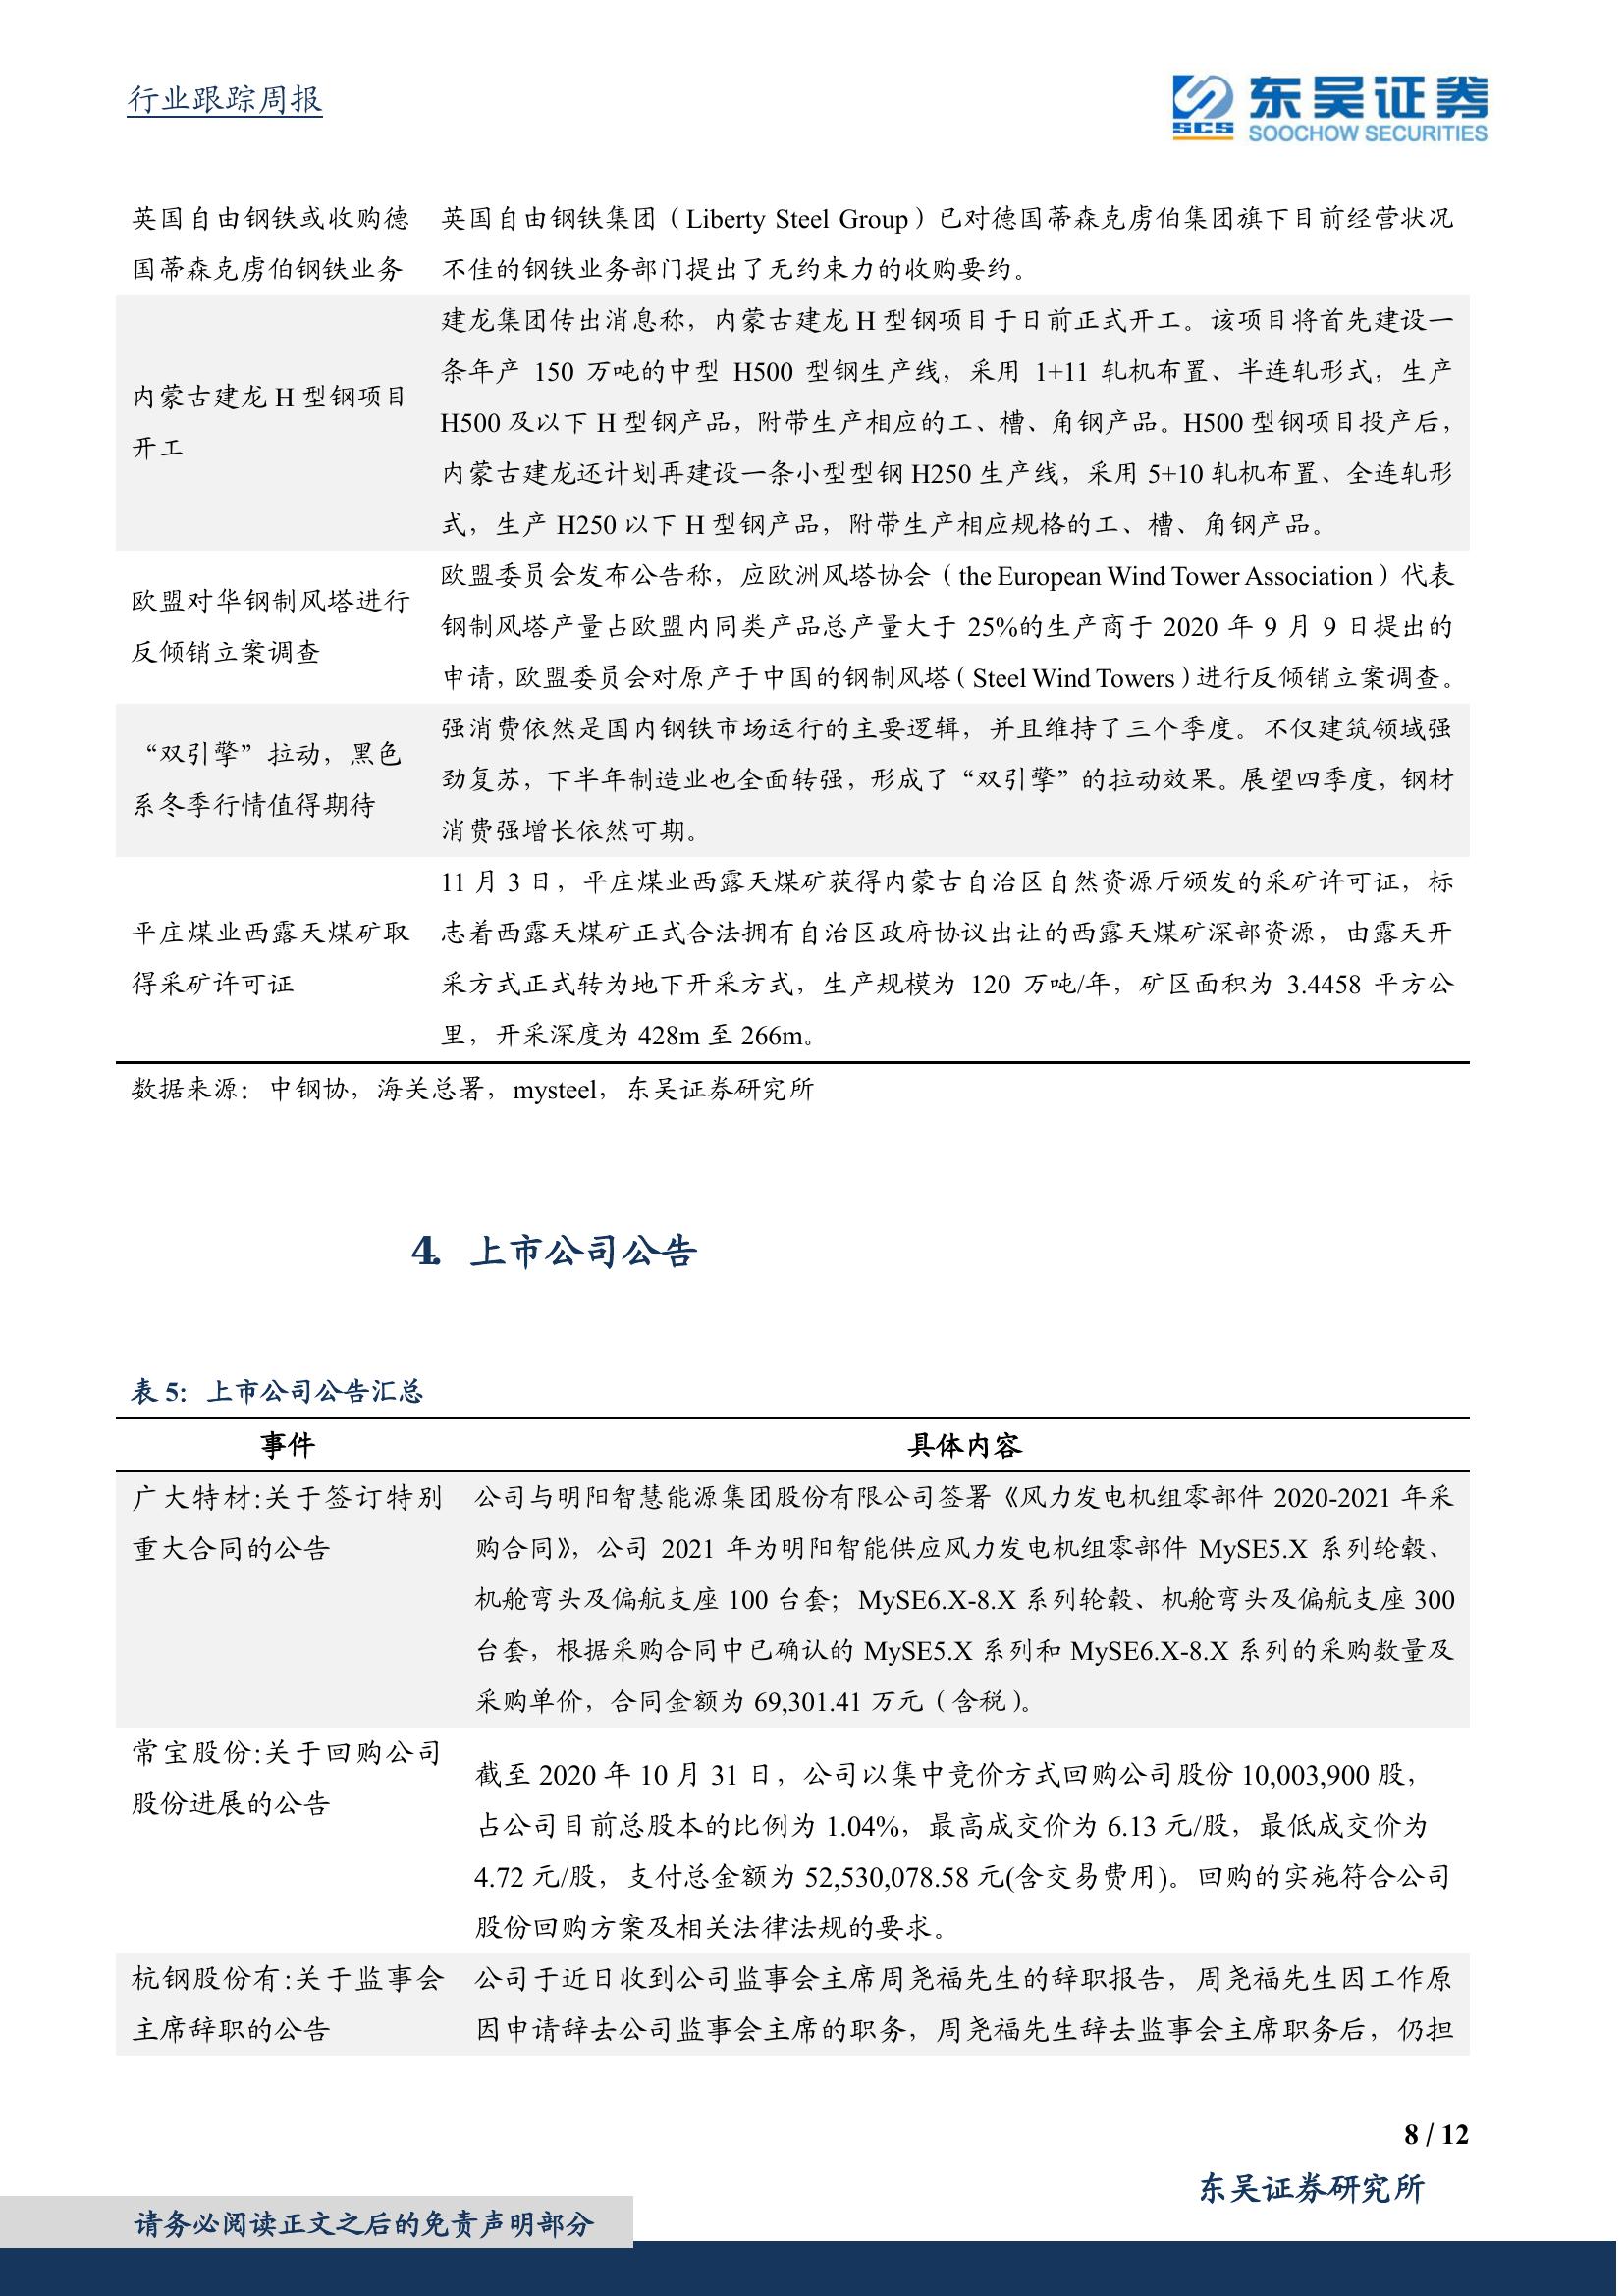 行业跟踪周报
东吴证券
SCS
SOOCHOW SECURITIES
英国自由钢铁或收购德
国蒂森克虏伯钢铁业务
英国自由钢铁集团（Liberty Steel Group）已对德国蒂森克虏伯集团旗下目前经营状况
不佳的钢铁业务部门提出了无约束力的收购要约。
内蒙古建龙 H 型钢项目
开工
建龙集团传出消息称，内蒙古建龙 H 型钢项目于日前正式开工。该项目将首先建设一
条年产 150 万吨的中型 H500 型钢生产线，采用 1+11 轧机布置、半连轧形式，生产
H500 及以下 H 型钢产品，附带生产相应的工、槽、角钢产品。H500 型钢项目投产后，
内蒙古建龙还计划再建设一条小型型钢 H250 生产线，采用 5+10 轧机布置、全连轧形
式，生产 H250 以下 H 型钢产品，附带生产相应规格的工、槽、角钢产品。
欧盟对华钢制风塔进行
反倾销立案调查
欧盟委员会发布公告称，应欧洲风塔协会（the European Wind Tower Association）代表
钢制风塔产量占欧盟内同类产品总产量大于 25%的生产商于 2020 年 9 月 9 日提出的
申请，欧盟委员会对原产于中国的钢制风塔（Steel Wind Towers）进行反倾销立案调查。
“双引擎”拉动，黑色
系冬季行情值得期待
强消费依然是国内钢铁市场运行的主要逻辑，并且维持了三个季度。不仅建筑领域强
劲复苏，下半年制造业也全面转强，形成了“双引擎”的拉动效果。展望四季度，钢材
消费强增长依然可期。
平庄煤业西露天煤矿取
得采矿许可证
11 月 3 日，平庄煤业西露天煤矿获得内蒙古自治区自然资源厅颁发的采矿许可证，标
志着西露天煤矿正式合法拥有自治区政府协议出让的西露天煤矿深部资源，由露天开
采方式正式转为地下开采方式，生产规模为 120 万吨/年，矿区面积为 3.4458 平方公
里，开采深度为 428m 至 266m。
数据来源：中钢协，海关总署，mysteel，东吴证券研究所
4. 上市公司公告
表 5：上市公司公告汇总
事件 具体内容
广大特材:关于签订特别
重大合同的公告
公司与明阳智慧能源集团股份有限公司签署《风力发电机组零部件 2020-2021 年采
购合同》，公司 2021 年为明阳智能供应风力发电机组零部件 MySE5.X 系列轮毂、
机舱弯头及偏航支座 100 台套；MySE6.X-8.X 系列轮毂、机舱弯头及偏航支座 300
台套，根据采购合同中已确认的 MySE5.X 系列和 MySE6.X-8.X 系列的采购数量及
采购单价，合同金额为 69,301.41 万元（含税）。
常宝股份:关于回购公司
股份进展的公告
截至 2020 年 10 月 31 日，公司以集中竞价方式回购公司股份 10,003,900 股，
占公司目前总股本的比例为 1.04%，最高成交价为 6.13 元/股，最低成交价为
4.72 元/股，支付总金额为 52,530,078.58 元(含交易费用)。回购的实施符合公司
股份回购方案及相关法律法规的要求。
杭钢股份有:关于监事会
主席辞职的公告
公司于近日收到公司监事会主席周尧福先生的辞职报告，周尧福先生因工作原
因申请辞去公司监事会主席的职务，周尧福先生辞去监事会主席职务后，仍担
8 / 12
东吴证券研究所
请务必阅读正文之后的免责声明部分